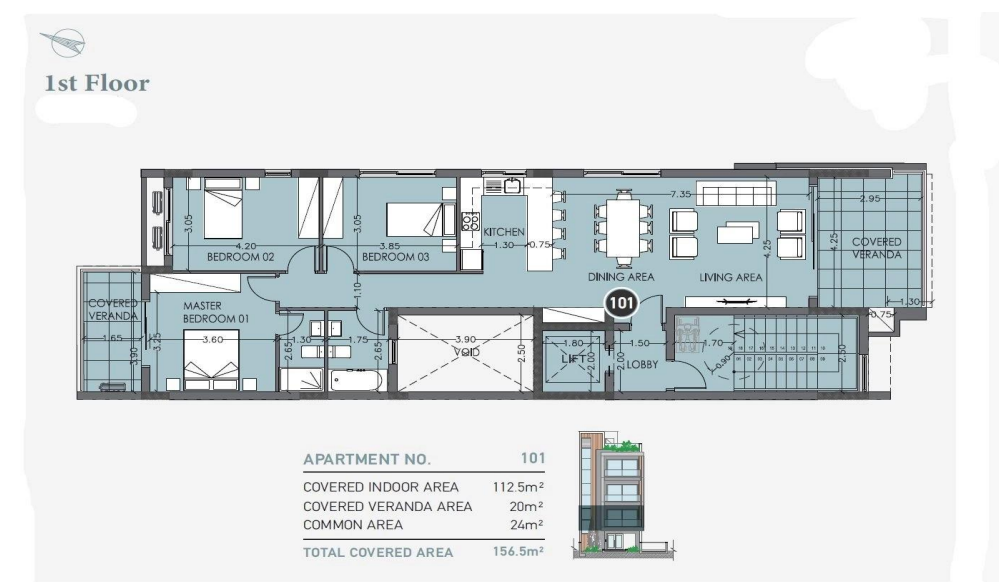 1st Floor
3.05
4.20
BEDROOM 02
3.05
3.85
BEDROOM 03
KITCHEN
1.30
0.75
7.35
DINING AREA
LIVING AREA
4.25
4.25
2.95
COVERED
VERANDA
1.30
0.75
COVERED
VERANDA
1.65
3.90
3.25
MASTER
BEDROOM 01
3.60
1.10
2.65
1.30
1.75
2.65
3.90
VOID
2.50
101
1.80
LIFT
2.00
2.00
1.50
LOBBY
1.70
0.90
2.50
APARTMENT NO. 101
COVERED INDOOR AREA 112.5m²
COVERED VERANDA AREA 20m²
COMMON AREA 24m²
TOTAL COVERED AREA 156.5m²